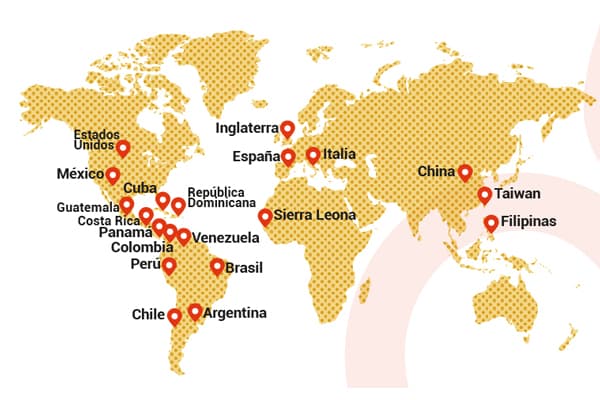 Estados
Unidos
México
Cuba
República
Dominicana
Guatemala
Costa Rica
Panamá
Colombia
Venezuela
Perú
Brasil
Chile
Argentina
Inglaterra
España
Italia
Sierra Leona
China
Taiwan
Filipinas